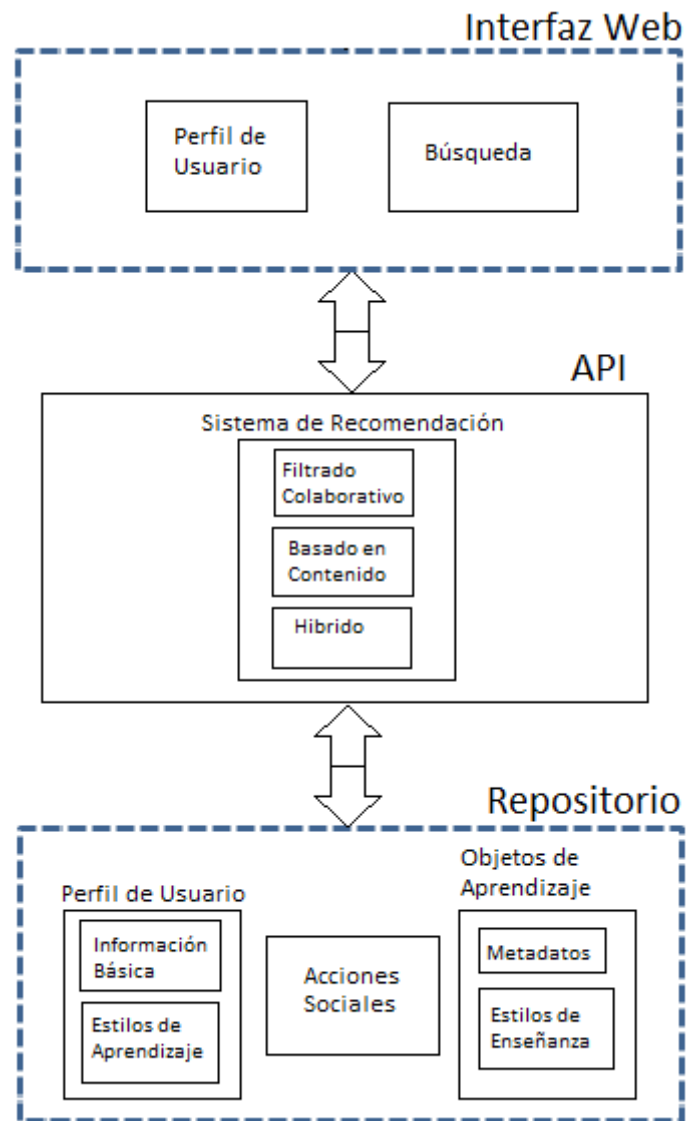 Interfaz Web
Perfil de
Usuario
Búsqueda
API
Sistema de Recomendación
Filtrado
Colaborativo
Basado en
Contenido
Hibrido
Repositorio
Perfil de Usuario
Información
Básica
Estilos de
Aprendizaje
Acciones
Sociales
Objetos de
Aprendizaje
Metadatos
Estilos de
Enseñanza